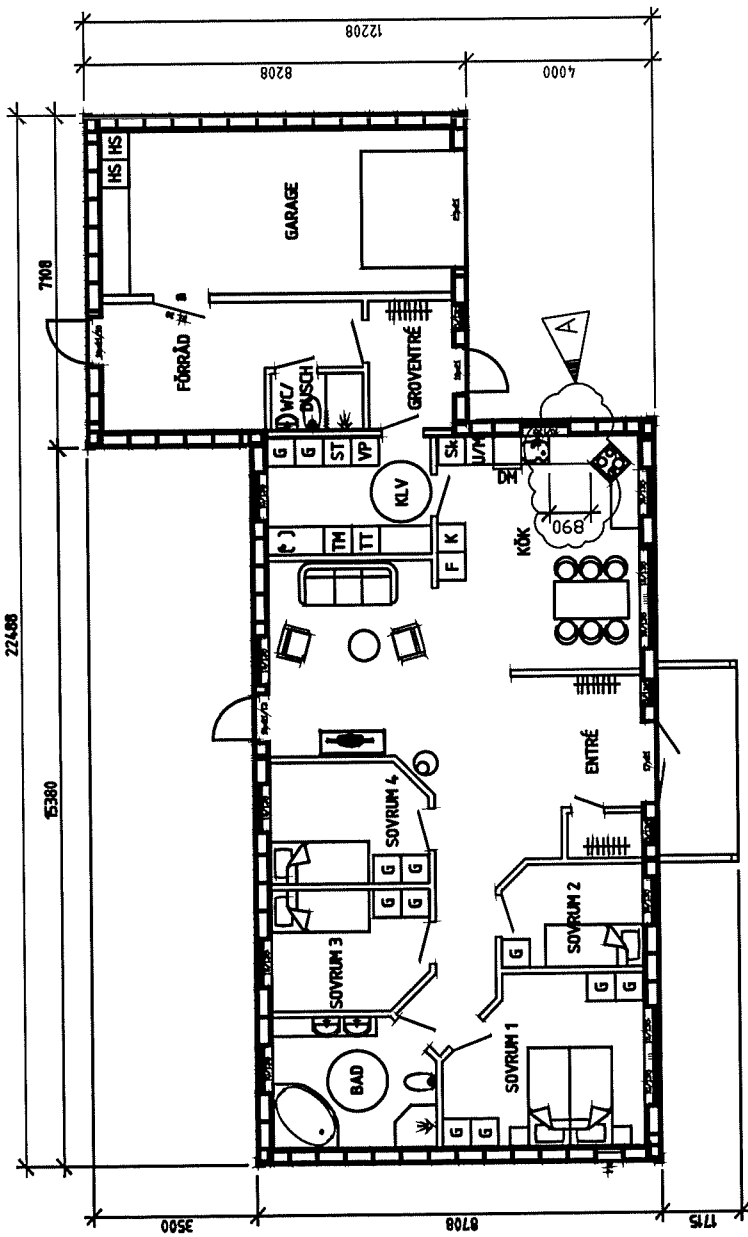 12208
8208
4000
22488
7108
15380
HS
HS
GARAGE
FÖRRÅD
WC/
DUSCH
GROVENTRÉ
A
G
G
ST
VP
KLV
Sk
U/M
DM
TM
TT
F
K
KÖK
890
ENTRÉ
SOVRUM 4
G
G
G
G
SOVRUM 3
SOVRUM 2
G
G
G
SOVRUM 1
BAD
G
G
3500
8708
1715